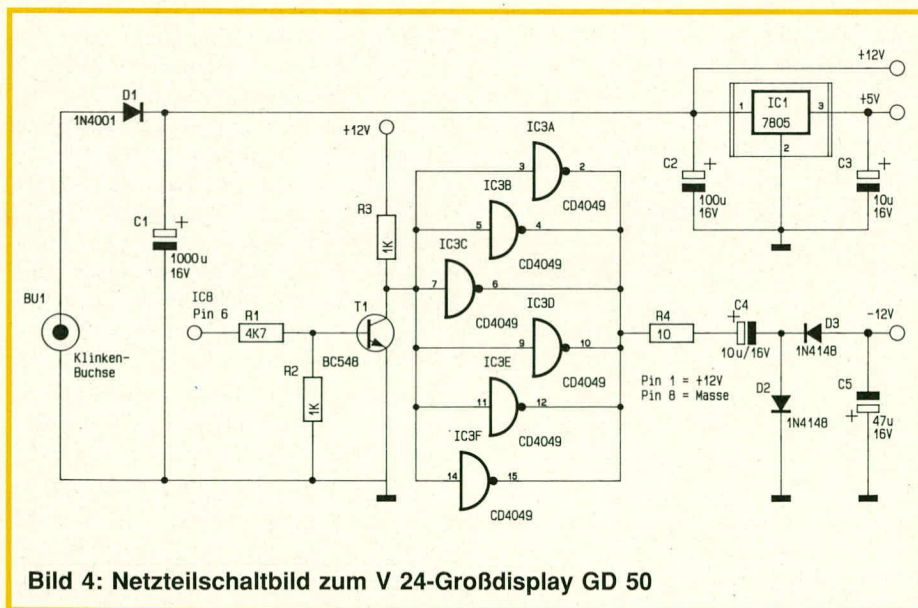 D1
1N4001
C1
+
1000u
16V
BU1
Klinken-
Buchse
IC8
Pin 6
R1
4K7
R2
1K
+12V
R3
1K
T1
BC548
IC3A
3
2
CD4049
IC3B
5
4
CD4049
IC3C
7
6
CD4049
IC3D
9
10
CD4049
IC3E
11
12
CD4049
IC3F
14
15
CD4049
+12V
1
IC1
7805
3
2
+5V
C2
+
100u
16V
C3
+
10u
16V
R4
10
Pin 1 = +12V
Pin 8 = Masse
C4
+
10u/16V
D3
1N4148
-12V
D2
1N4148
C5
+
47u
16V
Bild 4: Netzteilschaltbild zum V 24-Großdisplay GD 50